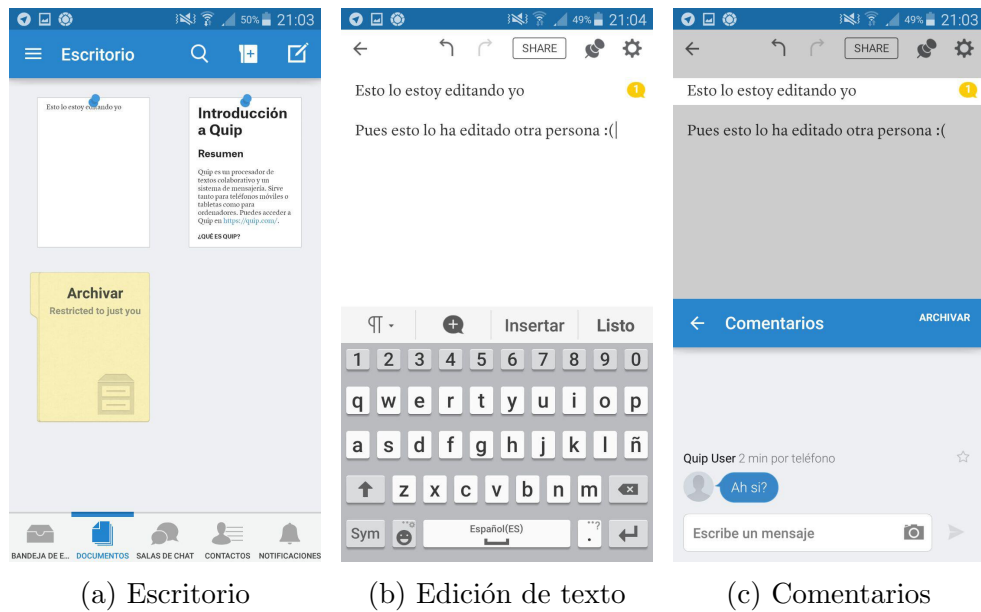 50% 21:03
Escritorio
Esto lo estoy editando yo
Introducción
a Quip
Resumen
Quip es un procesador de
textos colaborativo y un
sistema de mensajería. Sirve
tanto para teléfonos móviles o
tabletas como para
ordenadores. Puedes acceder a
Quip en https://quip.com/.
¿QUÉ ES QUIP?
Archivar
Restricted to just you
BANDEJA DE E... DOCUMENTOS SALAS DE CHAT CONTACTOS NOTIFICACIONES
(a) Escritorio
49% 21:04
SHARE
Esto lo estoy editando yo 1
Pues esto lo ha editado otra persona :(
¶ Insertar Listo
1 2 3 4 5 6 7 8 9 0
q w e r t y u i o p
a s d f g h j k l ñ
z x c v b n m
Sym Español(ES) . ?
(b) Edición de texto
49% 21:03
SHARE
Esto lo estoy editando yo 1
Pues esto lo ha editado otra persona :(
Comentarios ARCHIVAR
Quip User 2 min por teléfono
Ah si?
Escribe un mensaje
(c) Comentarios